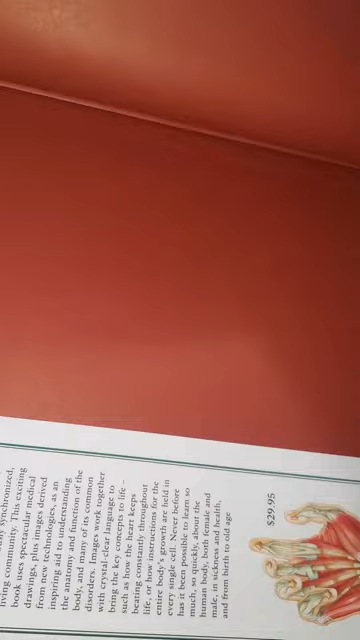 synchronized,
living community. This exciting
book uses spectacular medical
drawings, plus images derived
from new technologies, as an
inspiring aid to understanding
the anatomy and function of the
body, and many of its common
disorders. Images work together
with crystal-clear language to
bring the key concepts to life –
such as how the heart keeps
beating constantly throughout
life, or how instructions for the
entire body's growth are held in
every single cell. Never before
has it been possible to learn so
much, so quickly, about the
human body, both female and
male, in sickness and health,
and from birth to old age
$29.95